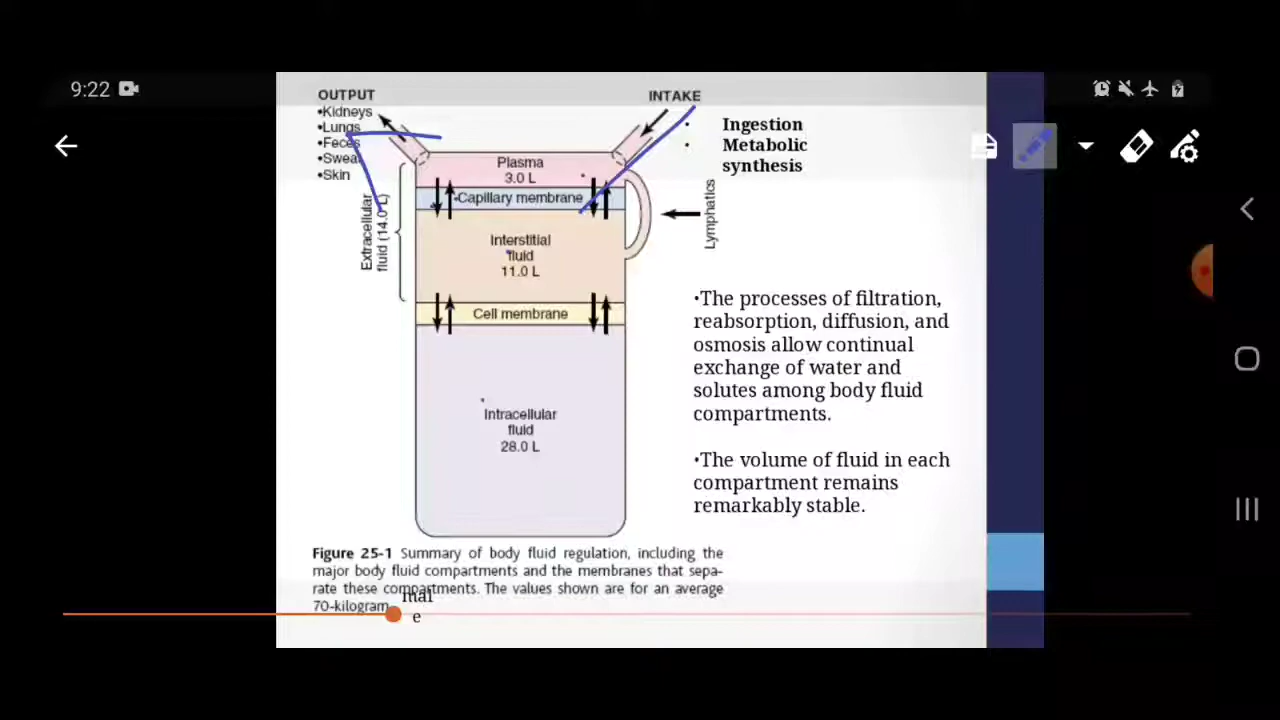 9:22
OUTPUT
•Kidneys
•Lungs
•Feces
•Sweat
•Skin
INTAKE
• Ingestion
• Metabolic
synthesis
Plasma
3.0 L
Capillary membrane
Interstitial
fluid
11.0 L
Cell membrane
Intracellular
fluid
28.0 L
Extracellular
fluid (14.0 L)
Lymphatics
•The processes of filtration,
reabsorption, diffusion, and
osmosis allow continual
exchange of water and
solutes among body fluid
compartments.
•The volume of fluid in each
compartment remains
remarkably stable.
Figure 25-1 Summary of body fluid regulation, including the
major body fluid compartments and the membranes that sepa-
rate these compartments. The values shown are for an average
70-kilogram
mal
e